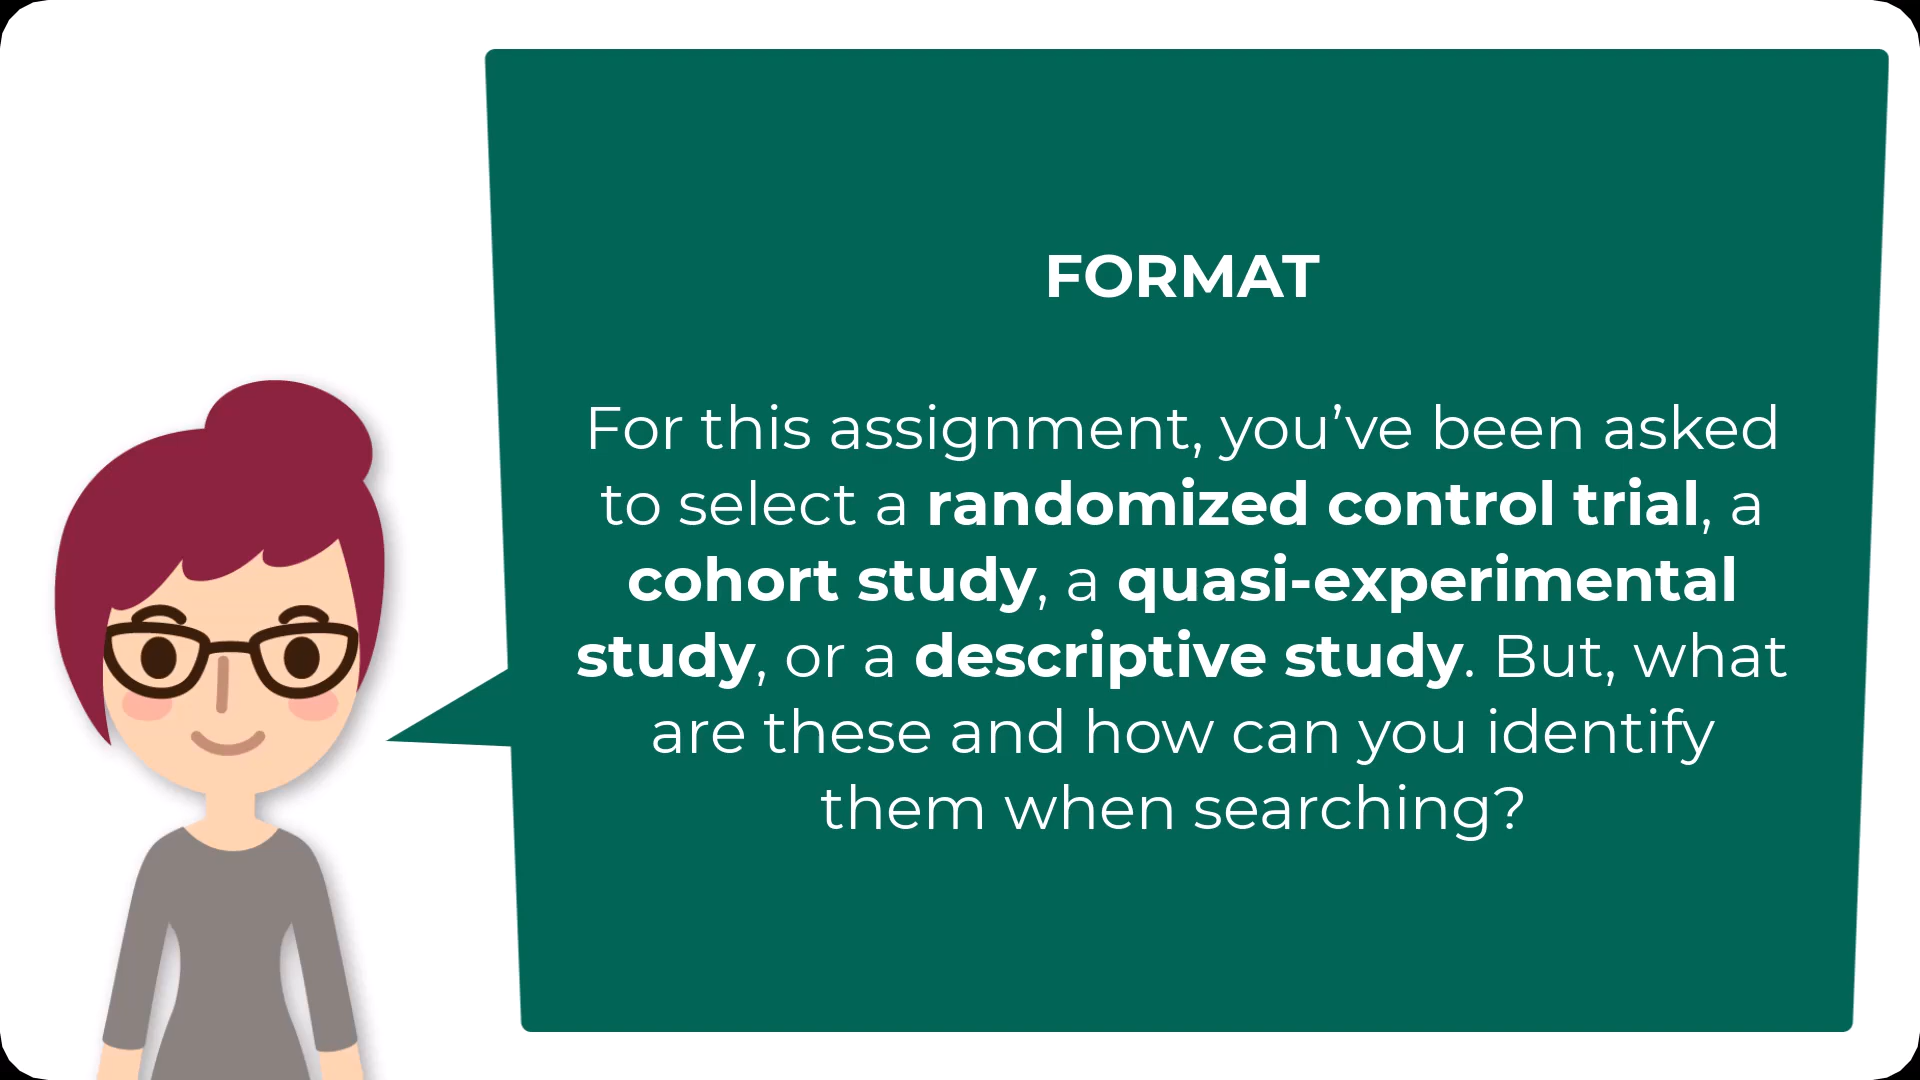 FORMAT
For this assignment, you’ve been asked
to select a randomized control trial, a
cohort study, a quasi-experimental
study, or a descriptive study. But, what
are these and how can you identify
them when searching?